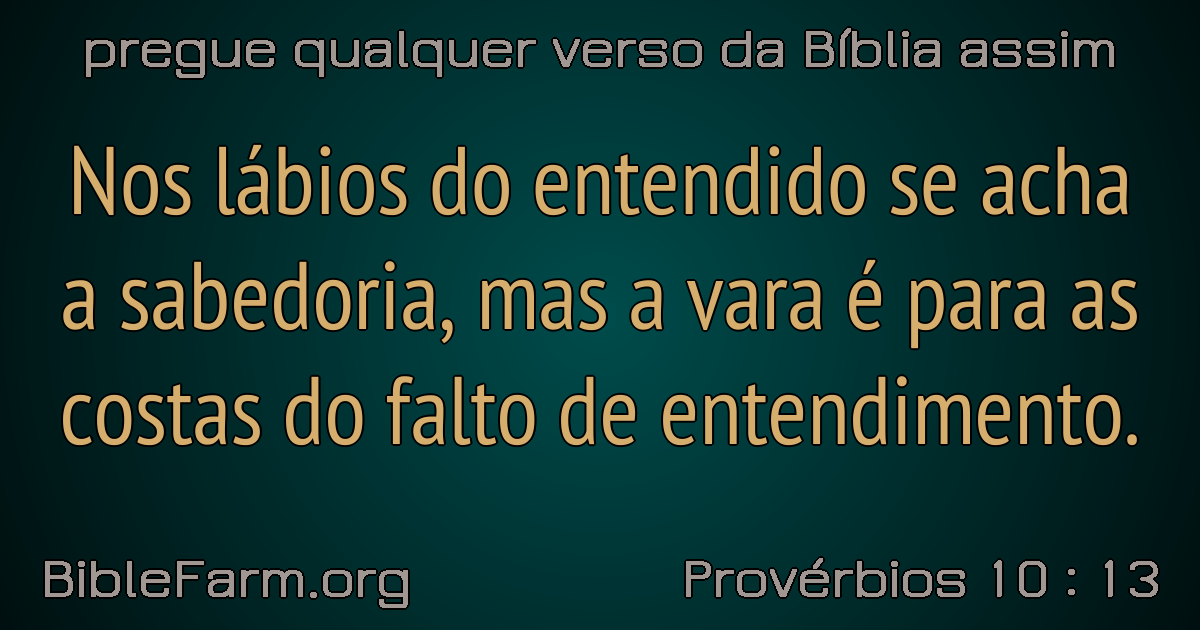 pregue qualquer verso da Bíblia assim
Nos lábios do entendido se acha
a sabedoria, mas a vara é para as
costas do falto de entendimento.
BibleFarm.org
Provérbios 10 : 13